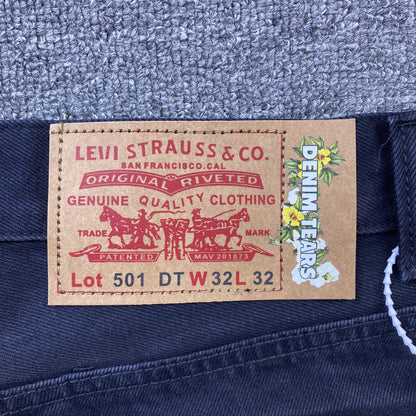 LEVI STRAUSS & CO.
SAN FRANCISCO.CAL
ORIGINAL RIVETED
GENUINE QUALITY CLOTHING
TRADE MARK
PATENTED MAV 201873
Lot 501 DT W 32 L 32
DENIM TEARS